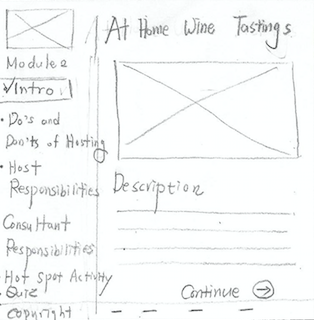 At Home Wine Tastings
Module 2
√Intro
• Do's and
Don'ts of Hosting
• Host
Responsibilities
Description
Consultant
Responsibilities
Hot Spot Activity
• Quiz
Continue →
Copyright